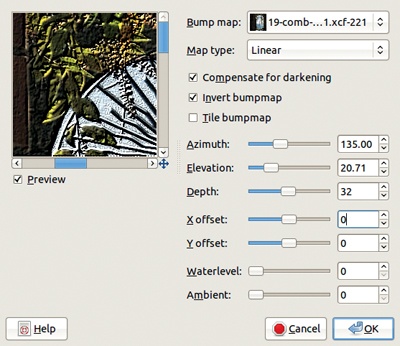 Bump map: 19-comb-...1.xcf-221
Map type: Linear
Compensate for darkening
Invert bumpmap
Tile bumpmap
Azimuth: 135.00
Elevation: 20.71
Depth: 32
X offset: 0
Y offset: 0
Waterlevel: 0
Ambient: 0
Preview
Help
Cancel
OK